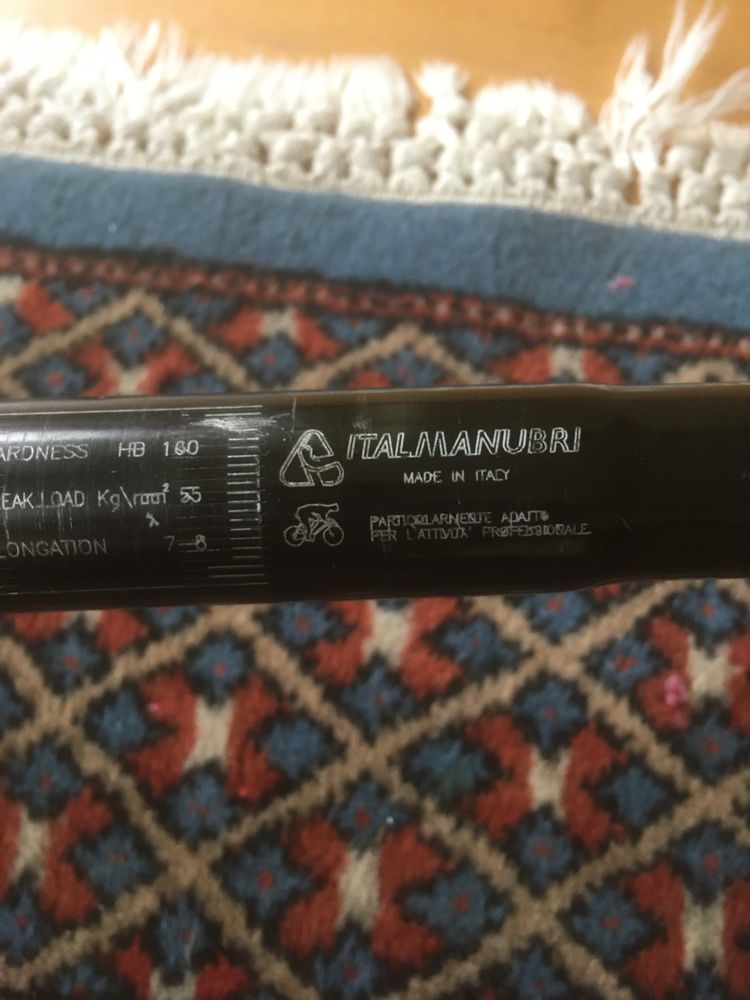 ARDNESS HB 160
EAK LOAD Kg\mm² 55
LONGATION 7-8
ITALMANUBRI
MADE IN ITALY
PARTICOLARMENTE ADATTO
PER L'ATTIVITA' PROFESSIONALE